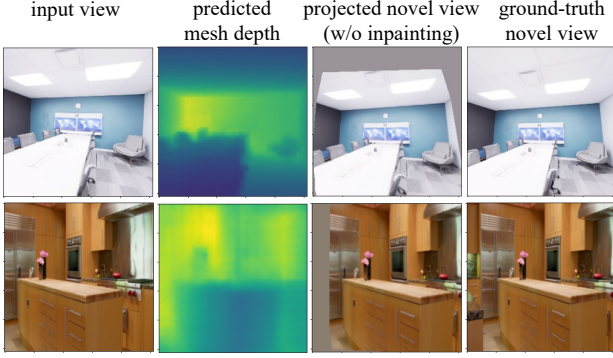 input view
predicted
mesh depth
projected novel view
(w/o inpainting)
ground-truth
novel view